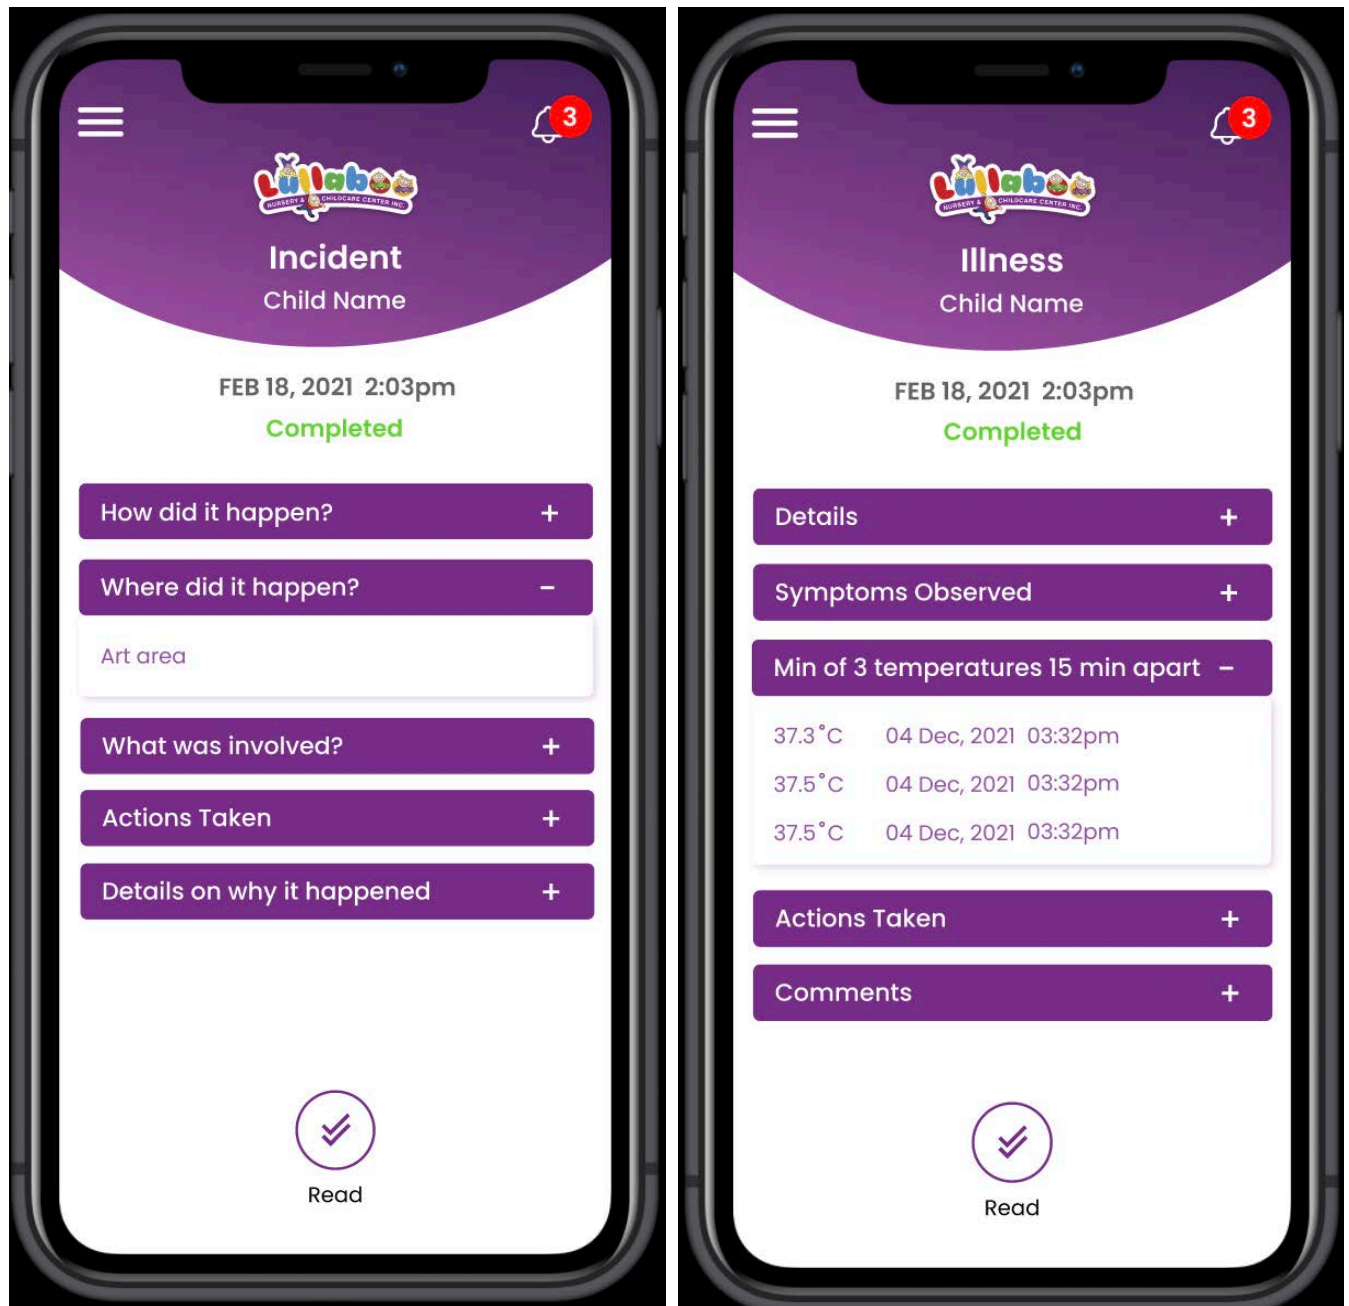 3
Lullaboo
NURSERY & CHILDCARE CENTER INC.
Incident
Child Name
FEB 18, 2021 2:03pm
Completed
How did it happen? +
Where did it happen? –
Art area
What was involved? +
Actions Taken +
Details on why it happened +
Read
3
Lullaboo
NURSERY & CHILDCARE CENTER INC.
Illness
Child Name
FEB 18, 2021 2:03pm
Completed
Details +
Symptoms Observed +
Min of 3 temperatures 15 min apart –
37.3°C 04 Dec, 2021 03:32pm
37.5°C 04 Dec, 2021 03:32pm
37.5°C 04 Dec, 2021 03:32pm
Actions Taken +
Comments +
Read